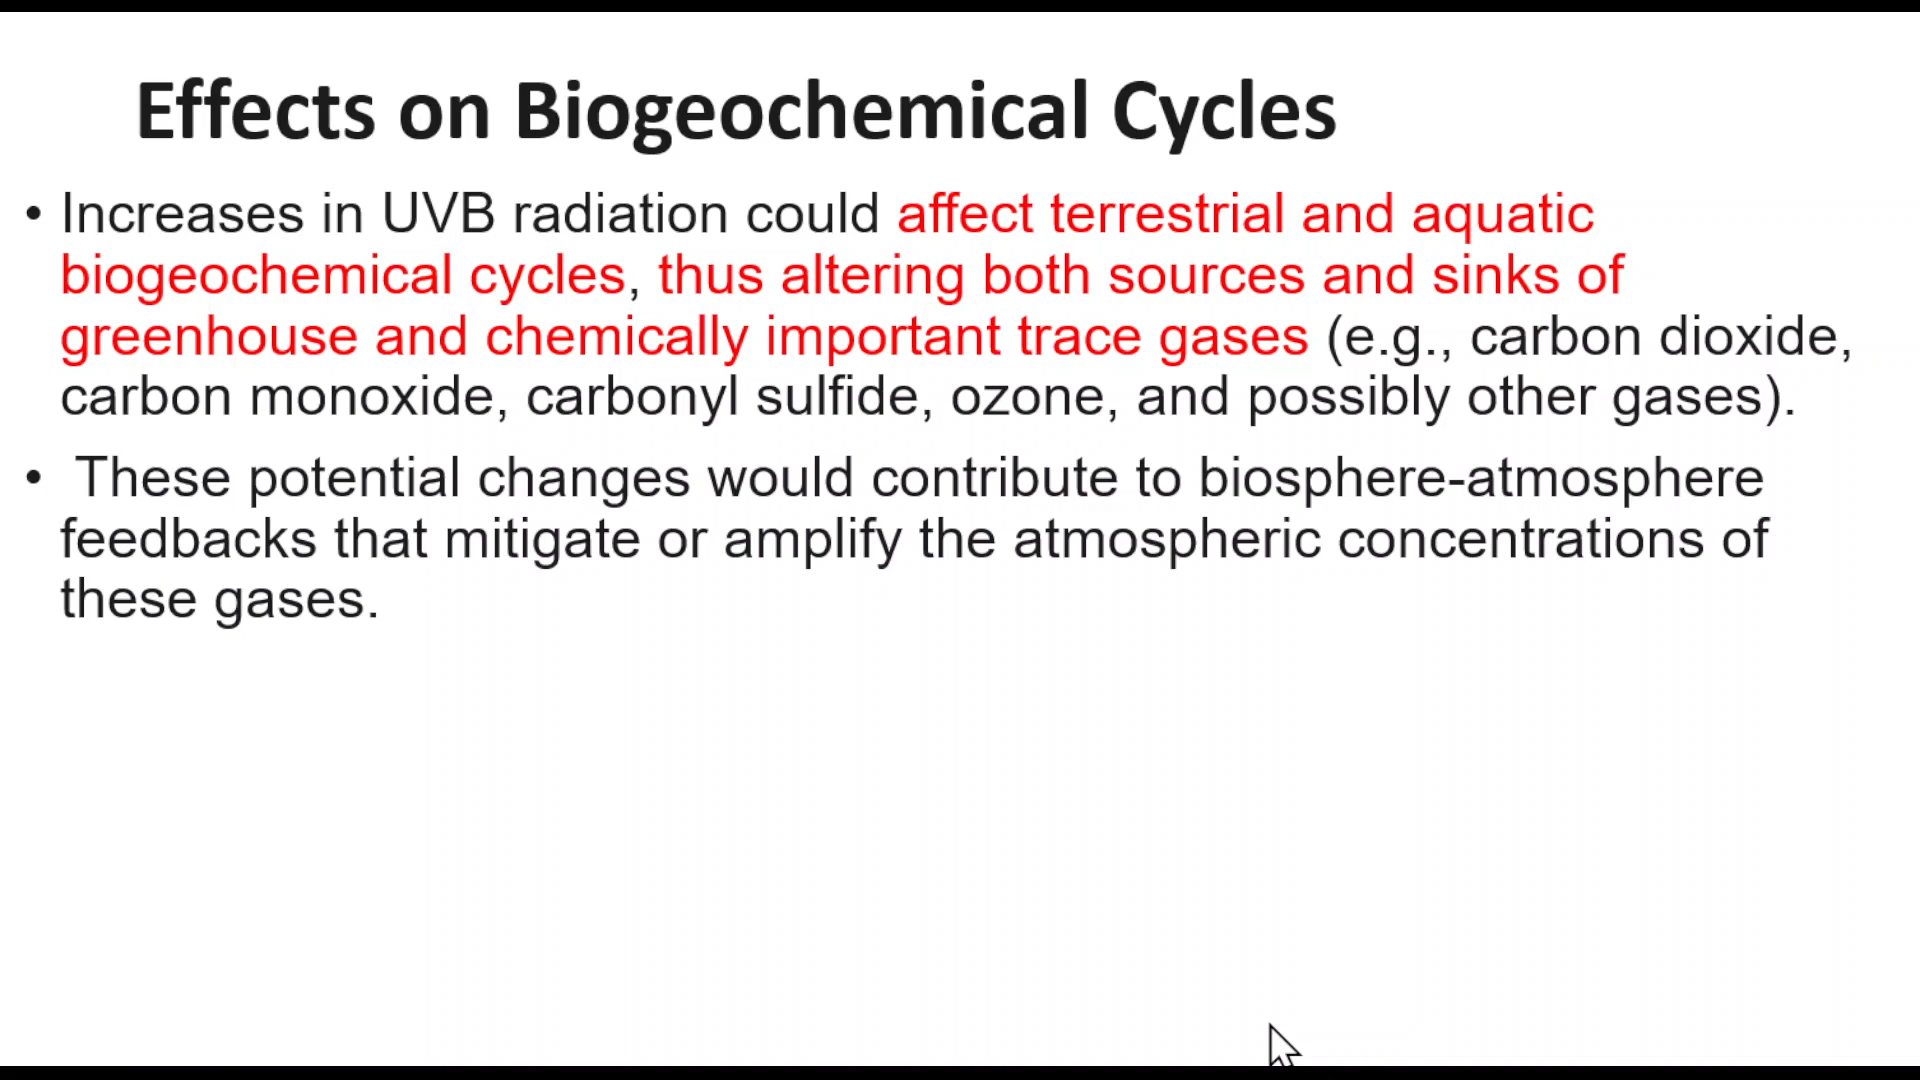 Effects on Biogeochemical Cycles
• Increases in UVB radiation could affect terrestrial and aquatic
biogeochemical cycles, thus altering both sources and sinks of
greenhouse and chemically important trace gases (e.g., carbon dioxide,
carbon monoxide, carbonyl sulfide, ozone, and possibly other gases).
• These potential changes would contribute to biosphere-atmosphere
feedbacks that mitigate or amplify the atmospheric concentrations of
these gases.